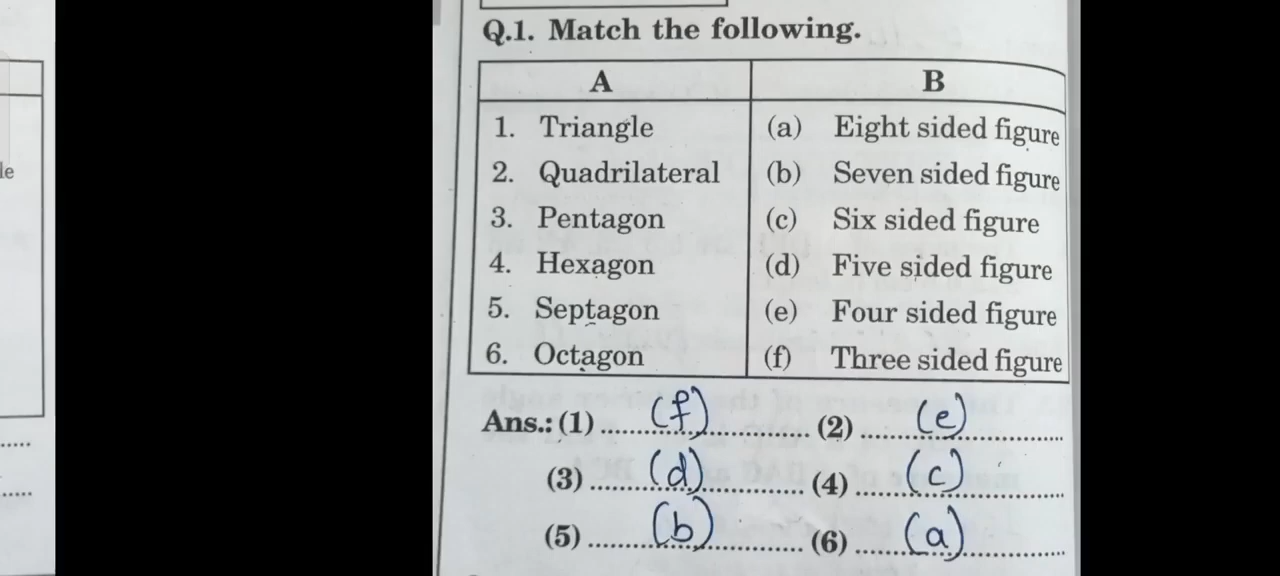 Q.1. Match the following.
A B
1. Triangle (a) Eight sided figure
2. Quadrilateral (b) Seven sided figure
3. Pentagon (c) Six sided figure
4. Hexagon (d) Five sided figure
5. Septagon (e) Four sided figure
6. Octagon (f) Three sided figure
Ans.: (1) (f) (2) (e)
(3) (d) (4) (c)
(5) (b) (6) (a)